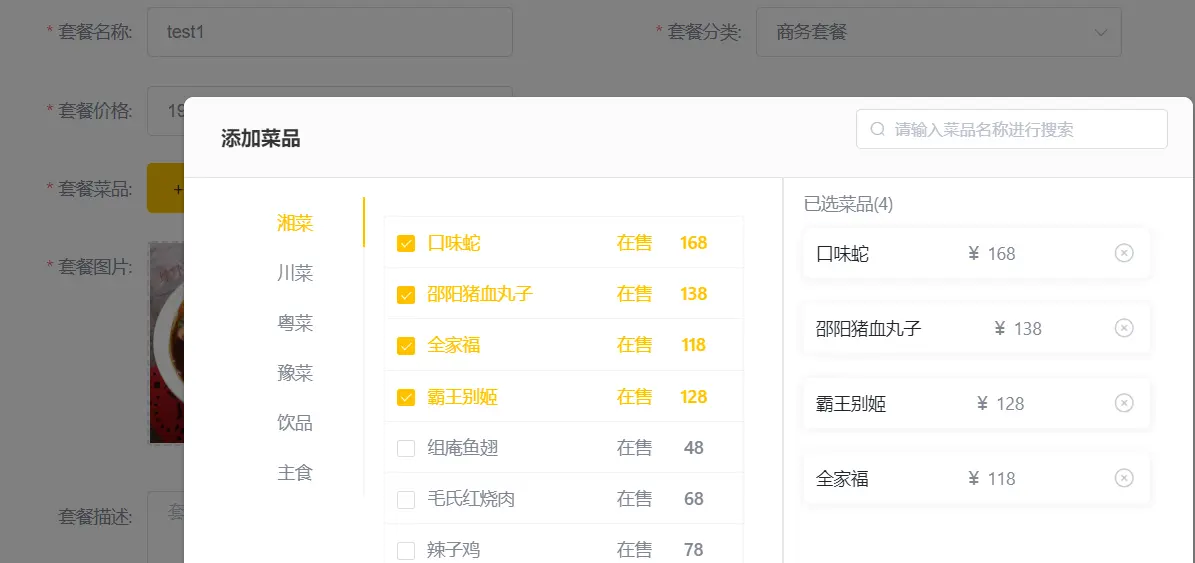 * 套餐名称: test1
* 套餐分类: 商务套餐
* 套餐价格: 19
* 套餐菜品: +
* 套餐图片:
套餐描述: 套
添加菜品
请输入菜品名称进行搜索
湘菜
川菜
粤菜
豫菜
饮品
主食
口味蛇 在售 168
邵阳猪血丸子 在售 138
全家福 在售 118
霸王别姬 在售 128
组庵鱼翅 在售 48
毛氏红烧肉 在售 68
辣子鸡 在售 78
已选菜品(4)
口味蛇 ¥ 168
邵阳猪血丸子 ¥ 138
霸王别姬 ¥ 128
全家福 ¥ 118